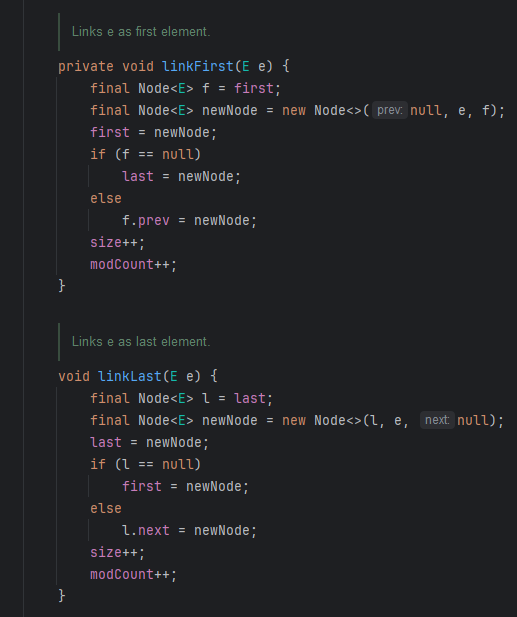 Links e as first element.
private void linkFirst(E e) {
final Node<E> f = first;
final Node<E> newNode = new Node<>(prev: null, e, f);
first = newNode;
if (f == null)
last = newNode;
else
f.prev = newNode;
size++;
modCount++;
}
Links e as last element.
void linkLast(E e) {
final Node<E> l = last;
final Node<E> newNode = new Node<>(l, e, next: null);
last = newNode;
if (l == null)
first = newNode;
else
l.next = newNode;
size++;
modCount++;
}